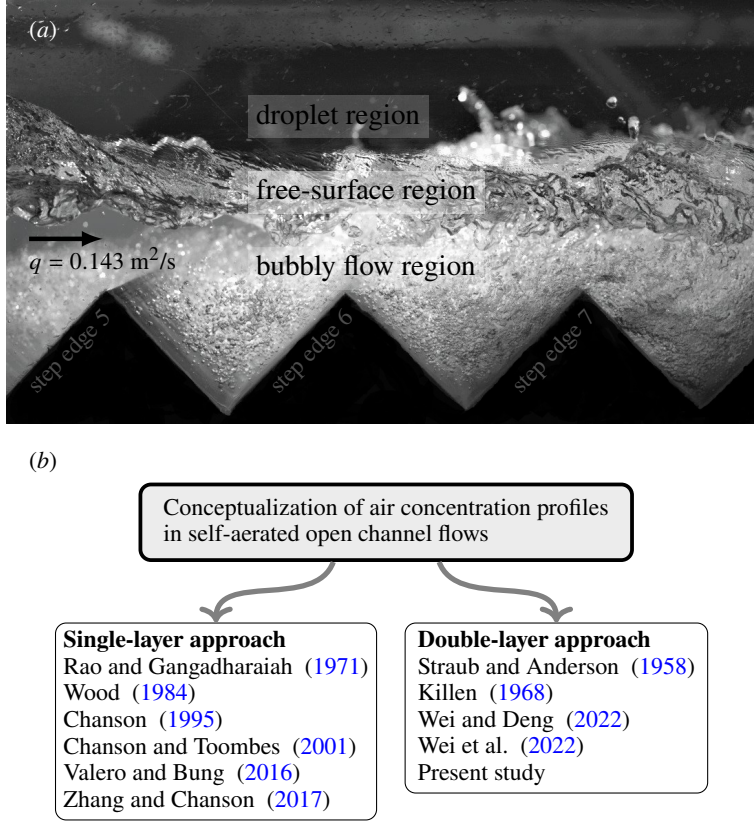 (a)
droplet region
free-surface region
q = 0.143 m²/s
bubbly flow region
step edge 5
step edge 6
step edge 7
(b)
Conceptualization of air concentration profiles
in self-aerated open channel flows
Single-layer approach
Rao and Gangadharaiah (1971)
Wood (1984)
Chanson (1995)
Chanson and Toombes (2001)
Valero and Bung (2016)
Zhang and Chanson (2017)
Double-layer approach
Straub and Anderson (1958)
Killen (1968)
Wei and Deng (2022)
Wei et al. (2022)
Present study